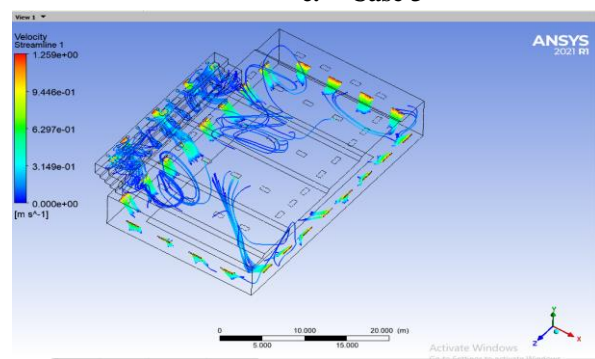 View 1
Velocity
Streamline 1
1.259e+00
9.446e-01
6.297e-01
3.149e-01
0.000e+00
[m s^-1]
ANSYS
2021 R1
0 10.000 20.000 (m)
5.000 15.000
Y
X
Z
Activate Windows